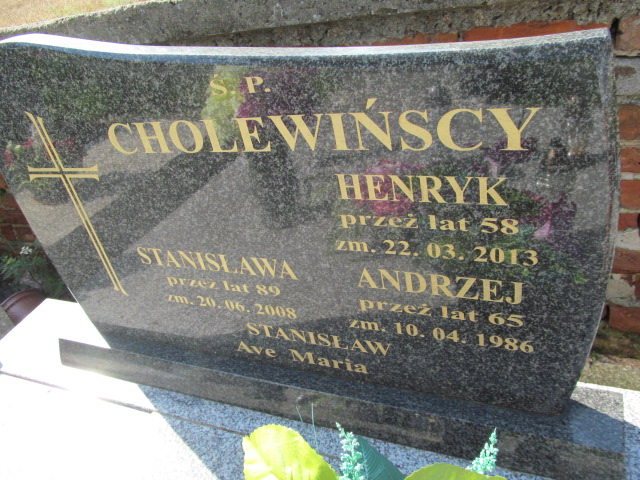 Ś. P.
CHOLEWIŃSCY
HENRYK
przeż lat 58
zm. 22. 03. 2013
STANISŁAWA
przeż lat 89
zm. 20. 06. 2008
ANDRZEJ
przeż lat 65
zm. 10. 04. 1986
STANISŁAW
Ave Maria